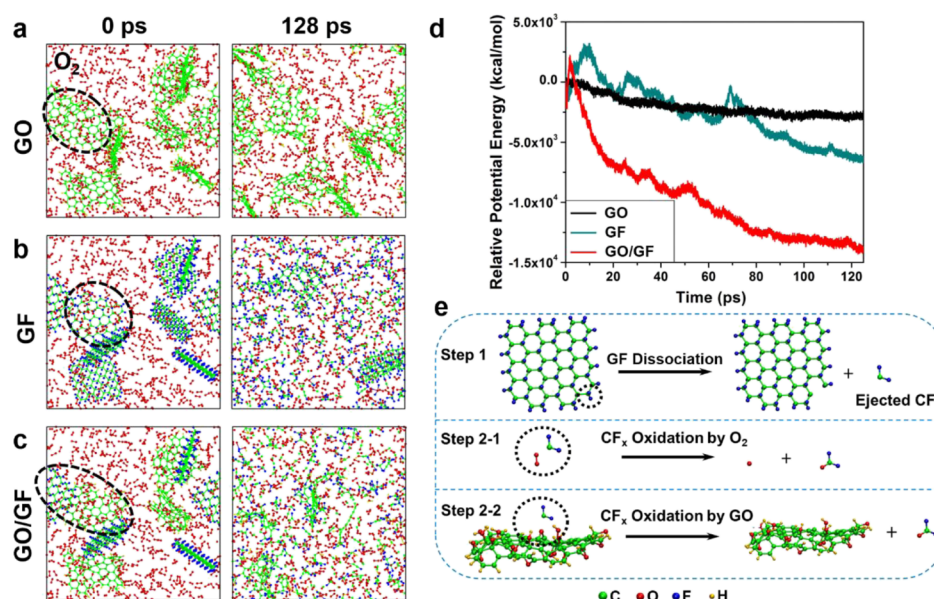 a
0 ps
128 ps
O2
GO
b
GF
c
GO/GF
d
Relative Potential Energy (kcal/mol)
5.0x10³
0.0
-5.0x10³
-1.0x10⁴
-1.5x10⁴
GO
GF
GO/GF
0 20 40 60 80 100 120
Time (ps)
e
Step 1
GF Dissociation
+
Ejected CF
Step 2-1
CFx Oxidation by O2
+
Step 2-2
CFx Oxidation by GO
+
C O F H